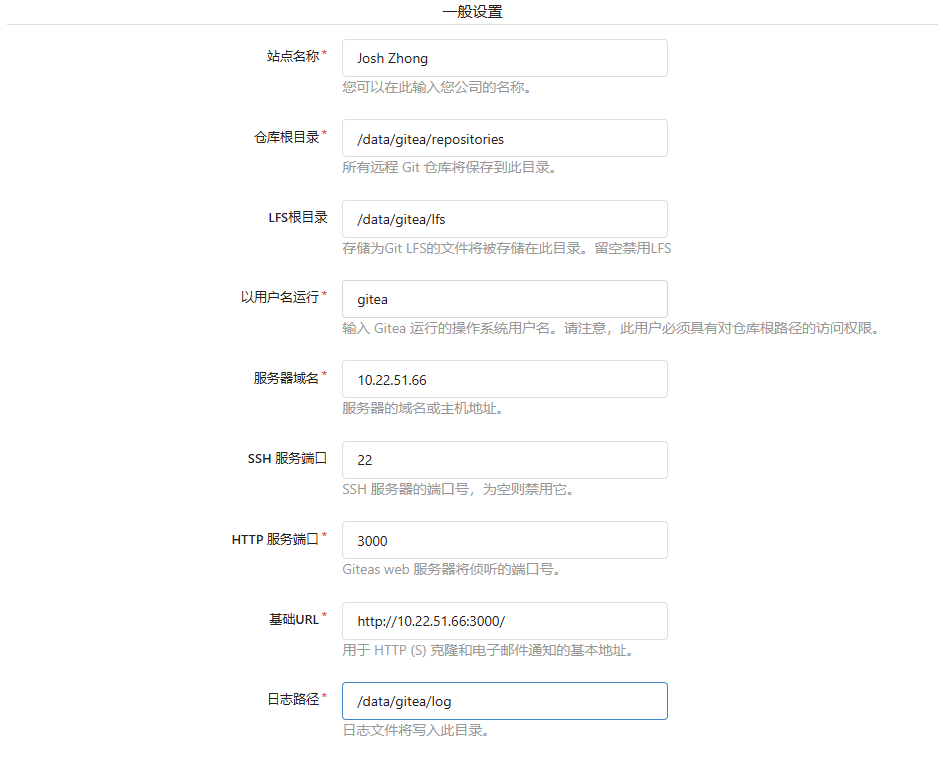 一般设置
站点名称*
Josh Zhong
您可以在此输入您公司的名称。
仓库根目录*
/data/gitea/repositories
所有远程 Git 仓库将保存到此目录。
LFS根目录
/data/gitea/lfs
存储为Git LFS的文件将被存储在此目录。留空禁用LFS
以用户名运行*
gitea
输入 Gitea 运行的操作系统用户名。请注意，此用户必须具有对仓库根路径的访问权限。
服务器域名*
10.22.51.66
服务器的域名或主机地址。
SSH 服务端口
22
SSH 服务器的端口号，为空则禁用它。
HTTP 服务端口*
3000
Giteas web 服务器将侦听的端口号。
基础URL*
http://10.22.51.66:3000/
用于 HTTP (S) 克隆和电子邮件通知的基本地址。
日志路径*
/data/gitea/log
日志文件将写入此目录。